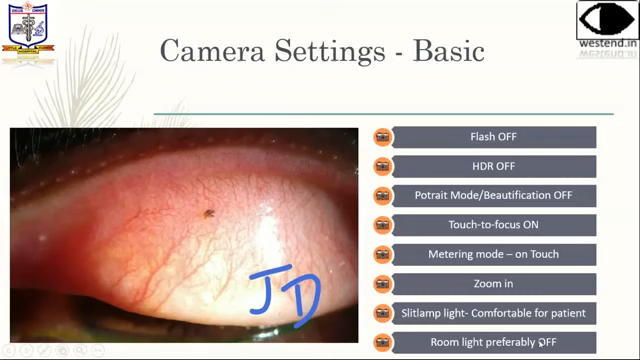 westend.in
Camera Settings - Basic
Flash OFF
HDR OFF
Potrait Mode/Beautification OFF
Touch-to-focus ON
Metering mode – on Touch
Zoom in
Slitlamp light- Comfortable for patient
Room light preferably OFF
JD